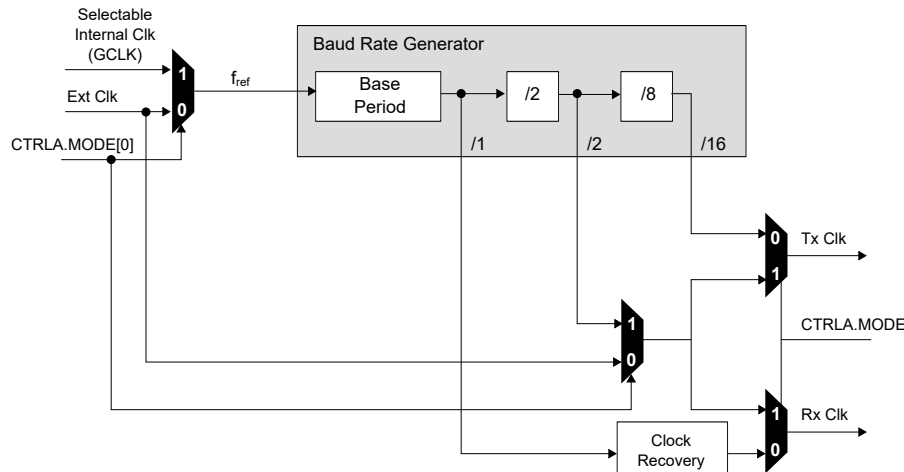 Selectable
Internal Clk
(GCLK)
Baud Rate Generator
1
fref
Base
Period
/2
/8
Ext Clk
0
CTRLA.MODE[0]
/1
/2
/16
0
Tx Clk
1
1
CTRLA.MODE
0
1
Rx Clk
Clock
Recovery
0